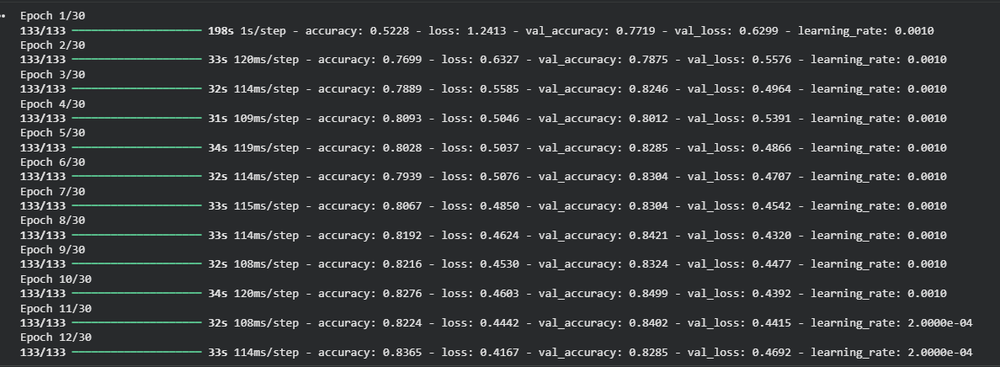 Epoch 1/30
133/133 ━━━━━━━━━━━━━━━━━━━━ 198s 1s/step - accuracy: 0.5228 - loss: 1.2413 - val_accuracy: 0.7719 - val_loss: 0.6299 - learning_rate: 0.0010
Epoch 2/30
133/133 ━━━━━━━━━━━━━━━━━━━━ 33s 120ms/step - accuracy: 0.7699 - loss: 0.6327 - val_accuracy: 0.7875 - val_loss: 0.5576 - learning_rate: 0.0010
Epoch 3/30
133/133 ━━━━━━━━━━━━━━━━━━━━ 32s 114ms/step - accuracy: 0.7889 - loss: 0.5585 - val_accuracy: 0.8246 - val_loss: 0.4964 - learning_rate: 0.0010
Epoch 4/30
133/133 ━━━━━━━━━━━━━━━━━━━━ 31s 109ms/step - accuracy: 0.8093 - loss: 0.5046 - val_accuracy: 0.8012 - val_loss: 0.5391 - learning_rate: 0.0010
Epoch 5/30
133/133 ━━━━━━━━━━━━━━━━━━━━ 34s 119ms/step - accuracy: 0.8028 - loss: 0.5037 - val_accuracy: 0.8285 - val_loss: 0.4866 - learning_rate: 0.0010
Epoch 6/30
133/133 ━━━━━━━━━━━━━━━━━━━━ 32s 114ms/step - accuracy: 0.7939 - loss: 0.5076 - val_accuracy: 0.8304 - val_loss: 0.4707 - learning_rate: 0.0010
Epoch 7/30
133/133 ━━━━━━━━━━━━━━━━━━━━ 33s 115ms/step - accuracy: 0.8067 - loss: 0.4850 - val_accuracy: 0.8304 - val_loss: 0.4542 - learning_rate: 0.0010
Epoch 8/30
133/133 ━━━━━━━━━━━━━━━━━━━━ 33s 114ms/step - accuracy: 0.8192 - loss: 0.4624 - val_accuracy: 0.8421 - val_loss: 0.4320 - learning_rate: 0.0010
Epoch 9/30
133/133 ━━━━━━━━━━━━━━━━━━━━ 32s 108ms/step - accuracy: 0.8216 - loss: 0.4530 - val_accuracy: 0.8324 - val_loss: 0.4477 - learning_rate: 0.0010
Epoch 10/30
133/133 ━━━━━━━━━━━━━━━━━━━━ 34s 120ms/step - accuracy: 0.8276 - loss: 0.4603 - val_accuracy: 0.8499 - val_loss: 0.4392 - learning_rate: 0.0010
Epoch 11/30
133/133 ━━━━━━━━━━━━━━━━━━━━ 32s 108ms/step - accuracy: 0.8224 - loss: 0.4442 - val_accuracy: 0.8402 - val_loss: 0.4415 - learning_rate: 2.0000e-04
Epoch 12/30
133/133 ━━━━━━━━━━━━━━━━━━━━ 33s 114ms/step - accuracy: 0.8365 - loss: 0.4167 - val_accuracy: 0.8285 - val_loss: 0.4692 - learning_rate: 2.0000e-04